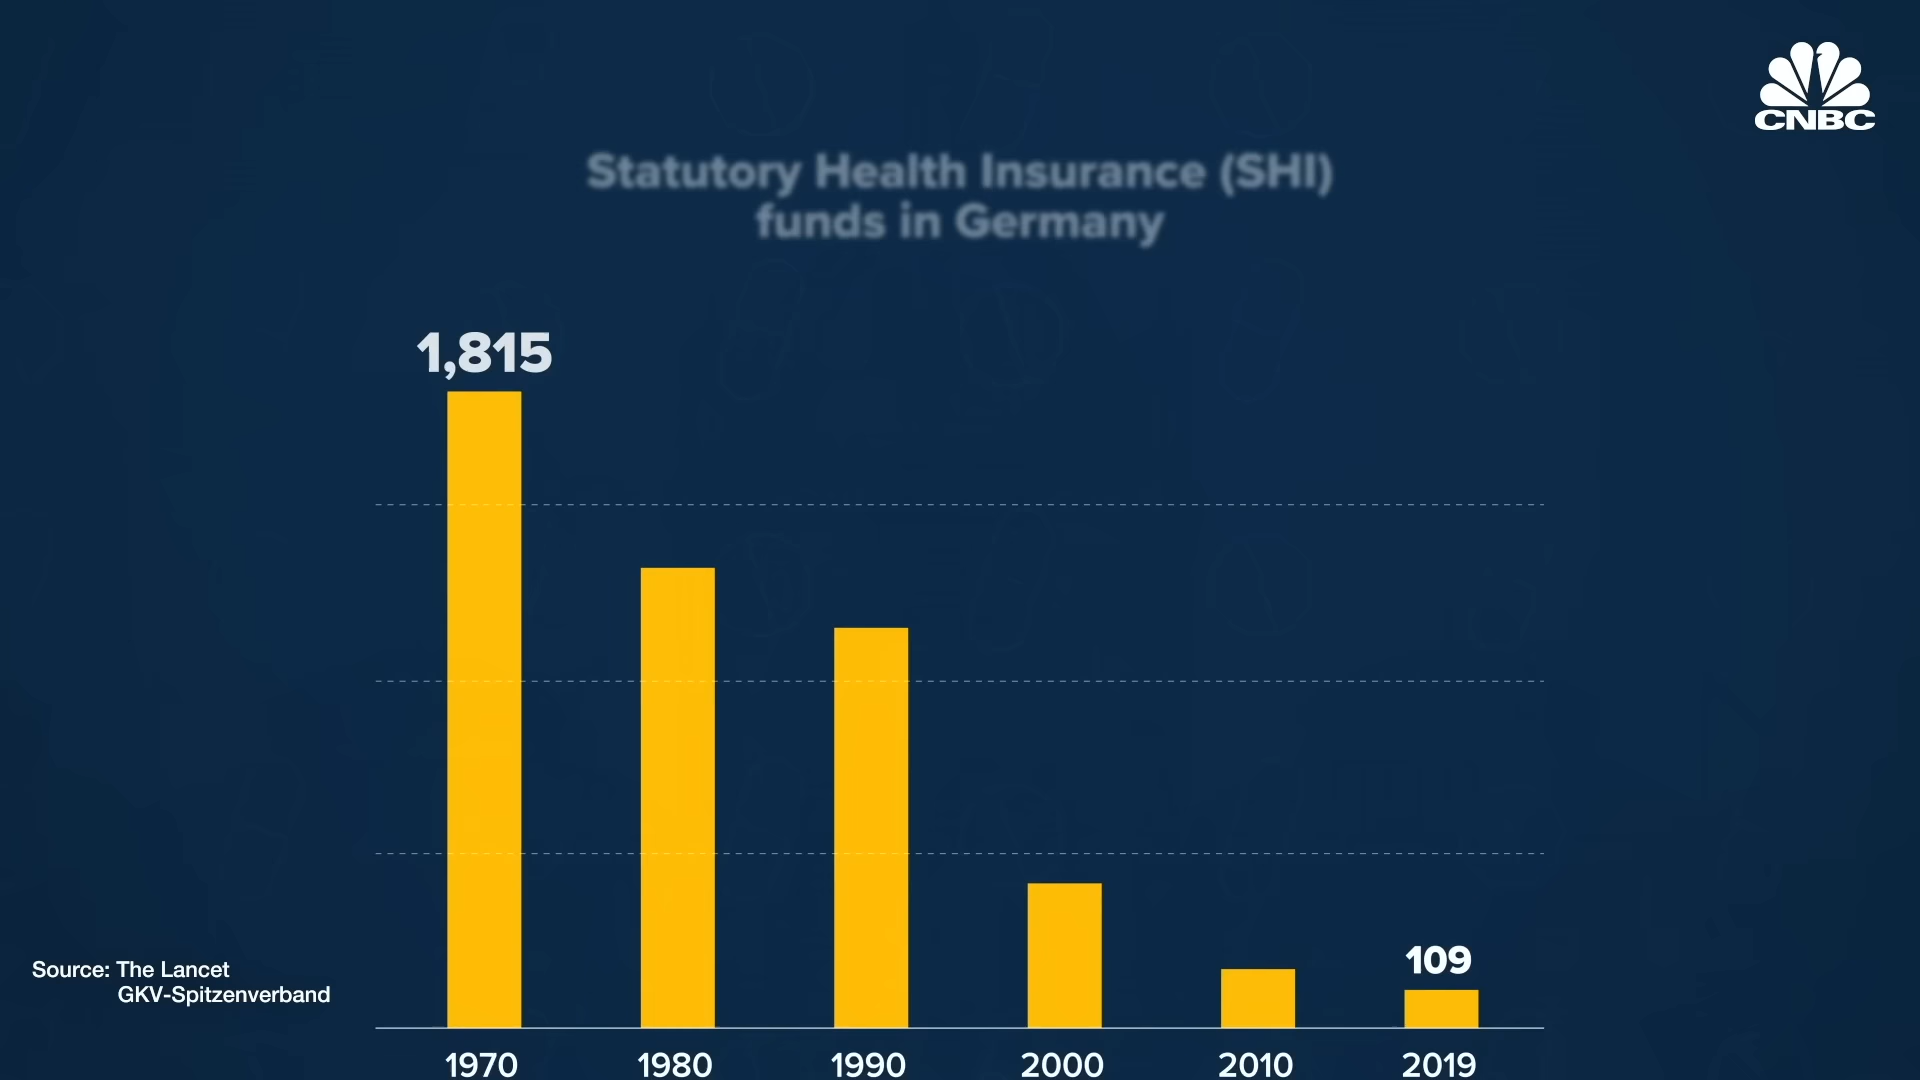 CNBC
Statutory Health Insurance (SHI)
funds in Germany
1,815
109
Source: The Lancet
GKV-Spitzenverband
1970 1980 1990 2000 2010 2019